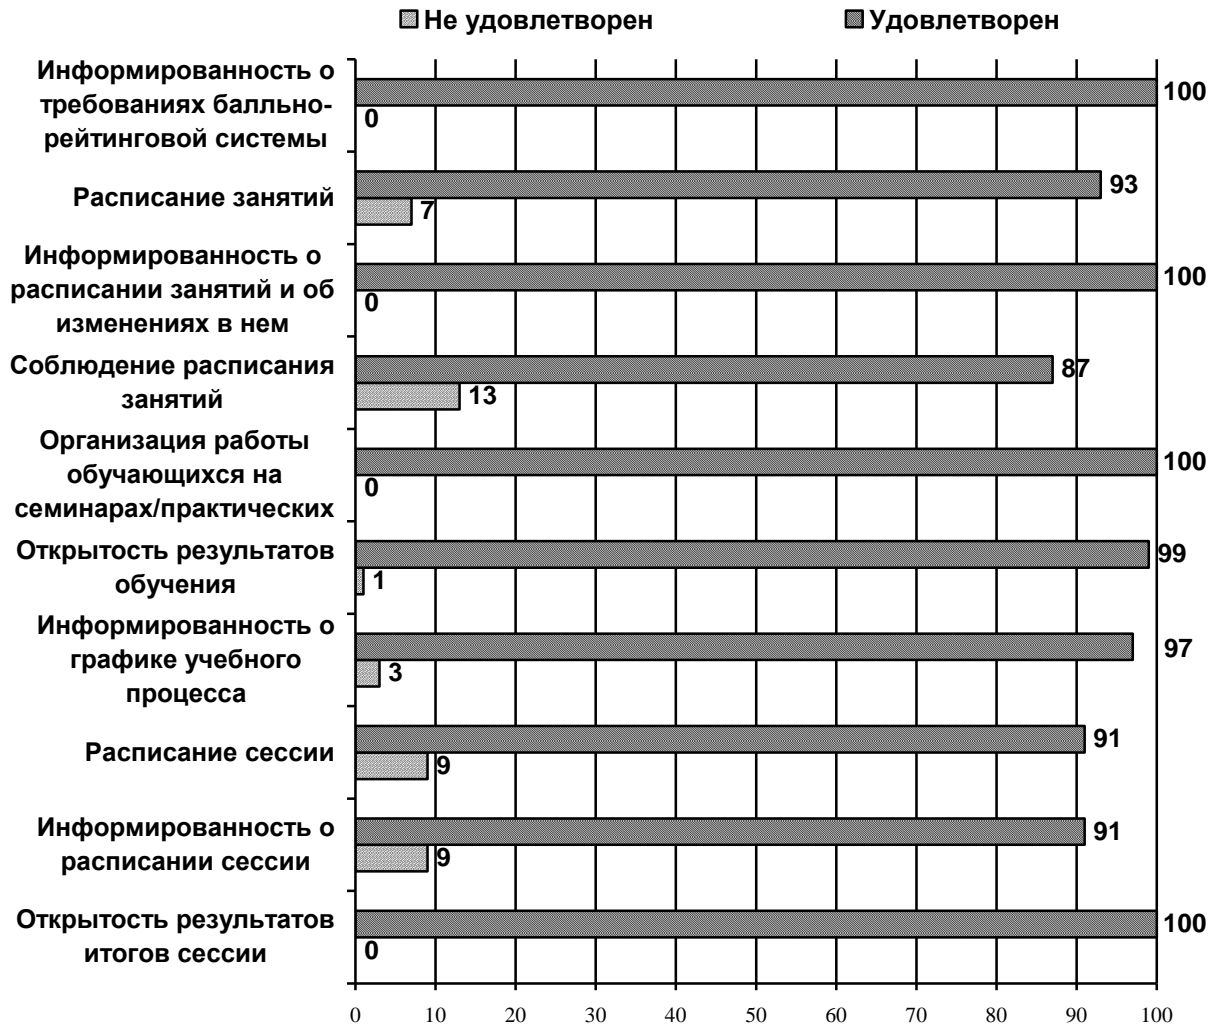 Не удовлетворен
Удовлетворен
Информированность о
требованиях балльно-
рейтинговой системы
100
0
Расписание занятий
93
7
Информированность о
расписании занятий и об
изменениях в нем
100
0
Соблюдение расписания
занятий
87
13
Организация работы
обучающихся на
семинарах/практических
100
0
Открытость результатов
обучения
99
1
Информированность о
графике учебного
процесса
97
3
Расписание сессии
91
9
Информированность о
расписании сессии
91
9
Открытость результатов
итогов сессии
100
0
0 10 20 30 40 50 60 70 80 90 100